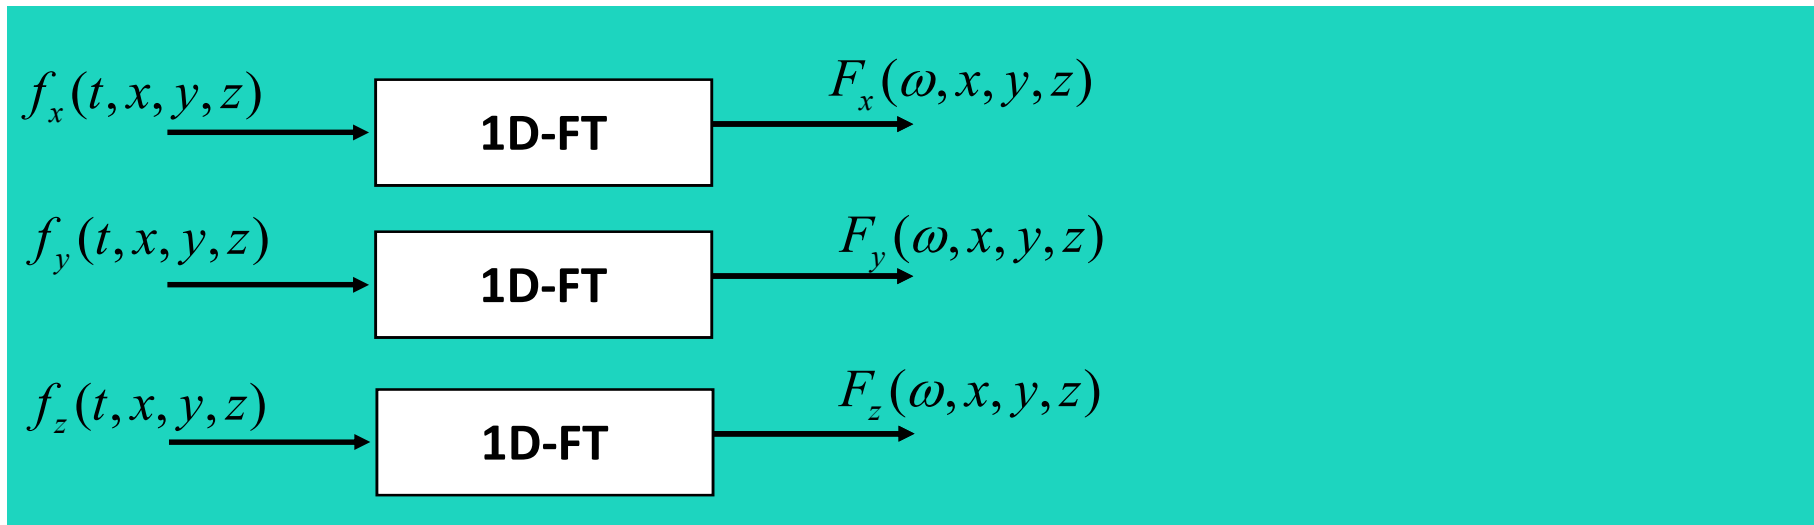 f_x(t,x,y,z) 1D-FT F_x(ω,x,y,z)
f_y(t,x,y,z) 1D-FT F_y(ω,x,y,z)
f_z(t,x,y,z) 1D-FT F_z(ω,x,y,z)